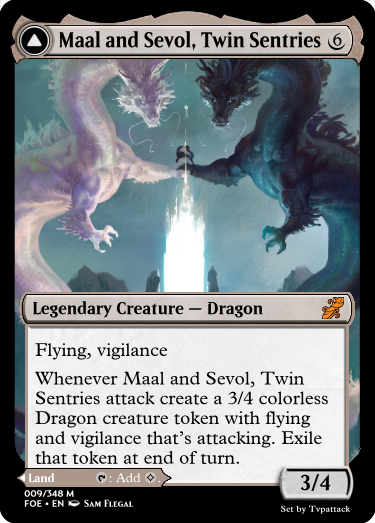 Maal and Sevol, Twin Sentries 6
Legendary Creature — Dragon
Flying, vigilance
Whenever Maal and Sevol, Twin
Sentries attack create a 3/4 colorless
Dragon creature token with flying
and vigilance that's attacking. Exile
that token at end of turn.
Land : Add .
3/4
009/348 M
FOE • EN Sam Flegal
Set by Tvpattack